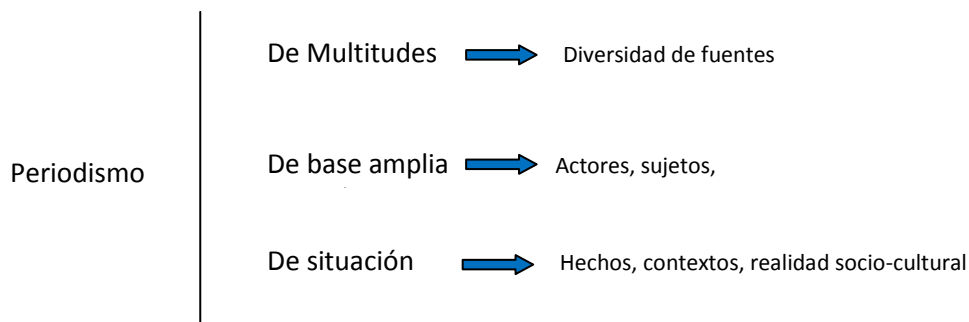 De Multitudes Diversidad de fuentes
Periodismo De base amplia Actores, sujetos,
De situación Hechos, contextos, realidad socio-cultural